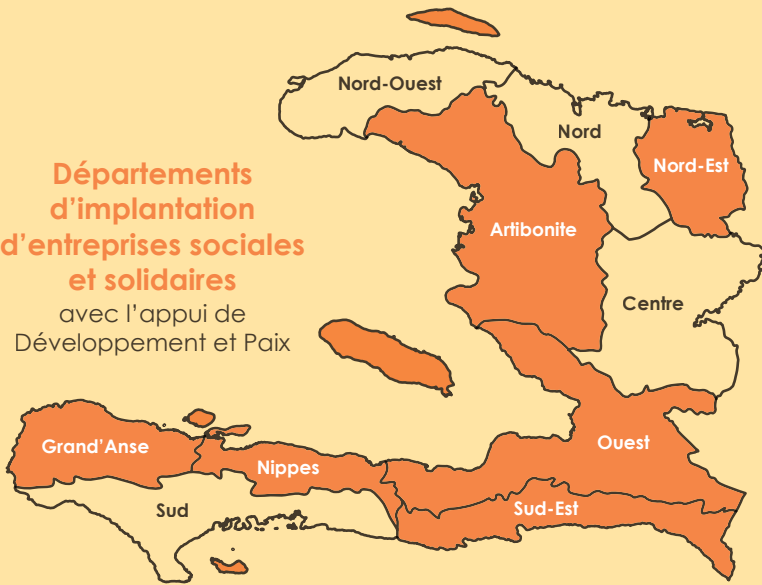 Départements
d'implantation
d'entreprises sociales
et solidaires
avec l'appui de
Développement et Paix
Nord-Ouest
Nord
Nord-Est
Artibonite
Centre
Ouest
Grand'Anse
Nippes
Sud
Sud-Est